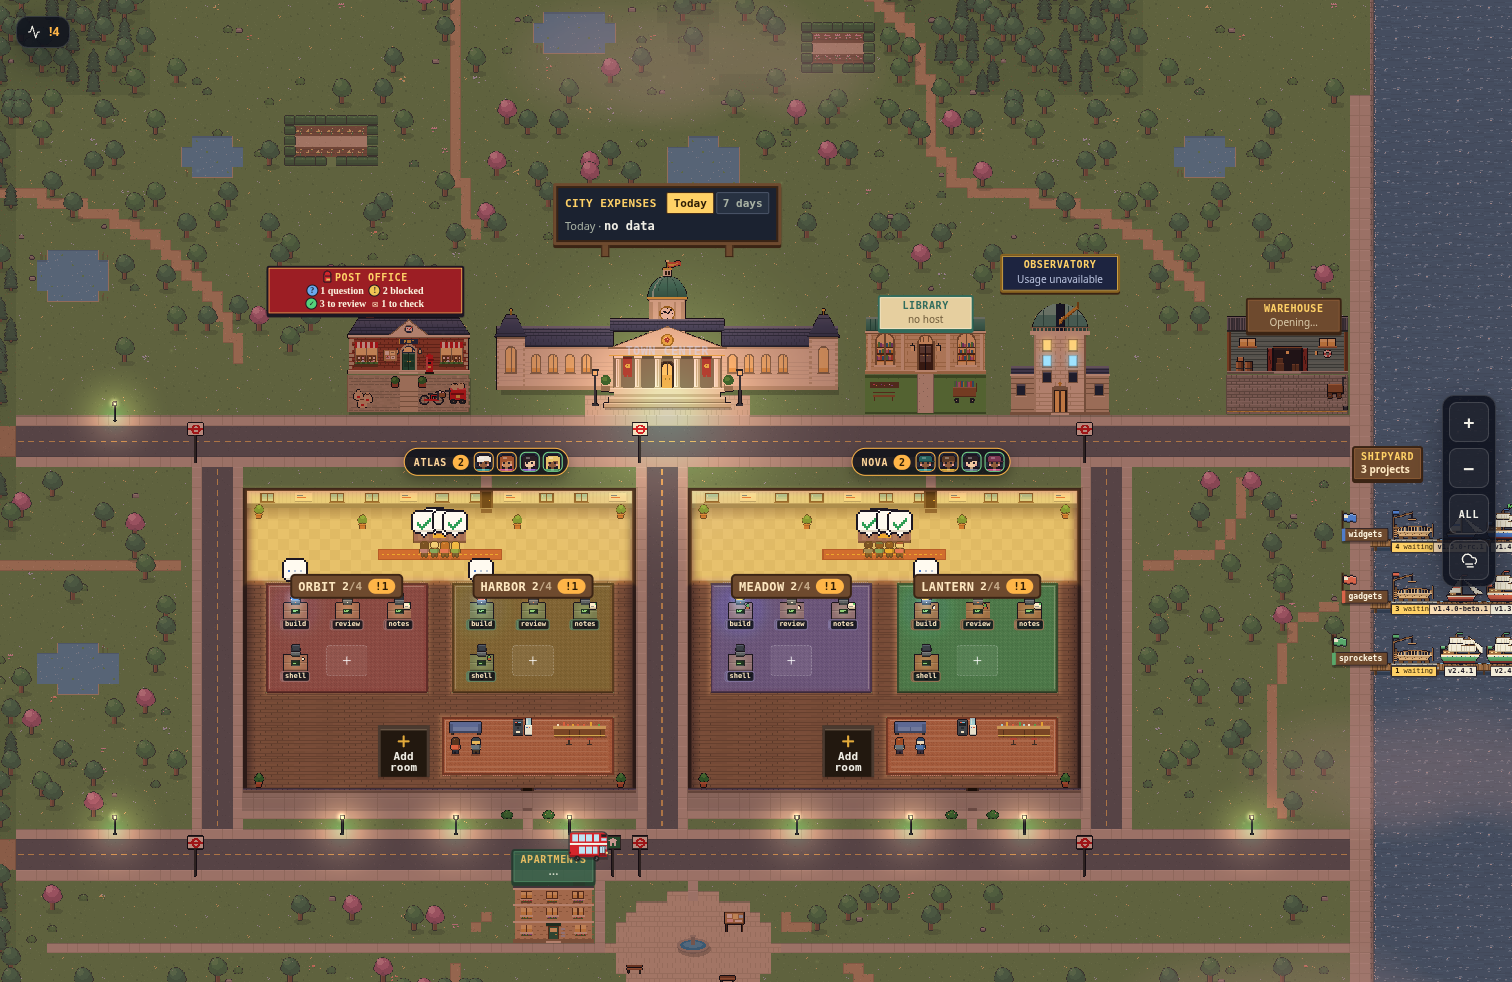 !4
CITY EXPENSES Today 7 days
Today · no data
POST OFFICE
? 1 question ! 2 blocked
✓ 3 to review ✉ 1 to check
OBSERVATORY
Usage unavailable
LIBRARY
no host
WAREHOUSE
Opening...
ATLAS 2
NOVA 2
SHIPYARD
3 projects
+
−
ALL
widgets
4 waiting
gadgets
3 waitin
v1.4.0-beta.1
v1.3
sprockets
1 waiting
v2.4.1
v2.4
ORBIT 2/4 !1
build
review
notes
shell
+
HARBOR 2/4 !1
build
review
notes
shell
+
MEADOW 2/4 !1
build
review
notes
shell
+
LANTERN 2/4 !1
build
review
notes
shell
+
+
Add
room
+
Add
room
APARTMENTS
...